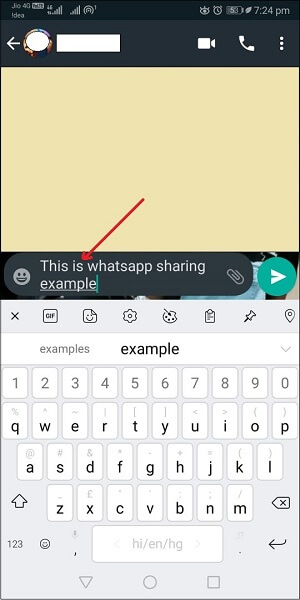 Jio 4G VoLTE
!dea
53
7:24 pm
This is whatsapp sharing
example
GIF
examples example
1 2 3 4 5 6 7 8 9 0
% ^ ~ | [ ] < > { }
q w e r t y u i o p
@ # & * - + = ( )
a s d f g h j k l
_ £ " ' : ; /
z x c v b n m
123 , < hi/en/hg > .